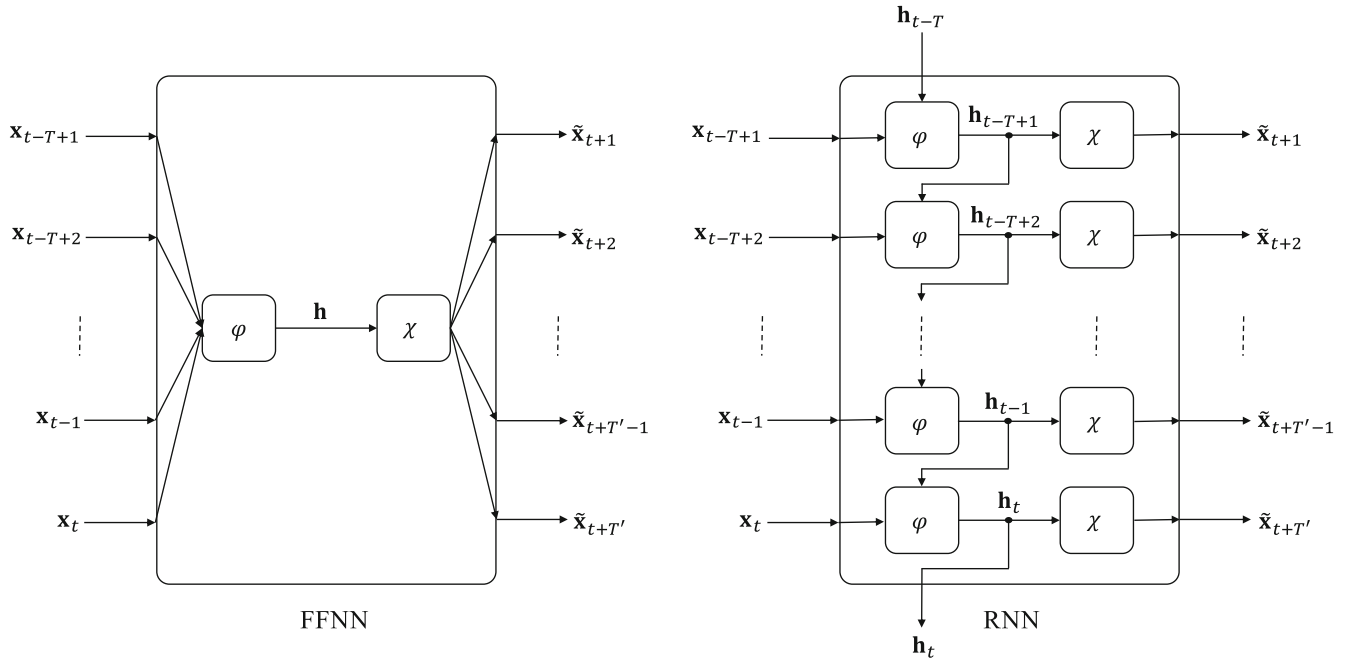 𝐱_{t−T+1}
𝐱_{t−T+2}
𝐱_{t−1}
𝐱_t
φ
𝐡
χ
𝐱̃_{t+1}
𝐱̃_{t+2}
𝐱̃_{t+T′−1}
𝐱̃_{t+T′}
FFNN
𝐡_{t−T}
𝐱_{t−T+1}
φ
𝐡_{t−T+1}
χ
𝐱̃_{t+1}
𝐱_{t−T+2}
φ
𝐡_{t−T+2}
χ
𝐱̃_{t+2}
𝐱_{t−1}
φ
𝐡_{t−1}
χ
𝐱̃_{t+T′−1}
𝐱_t
φ
𝐡_t
χ
𝐱̃_{t+T′}
RNN
𝐡_t